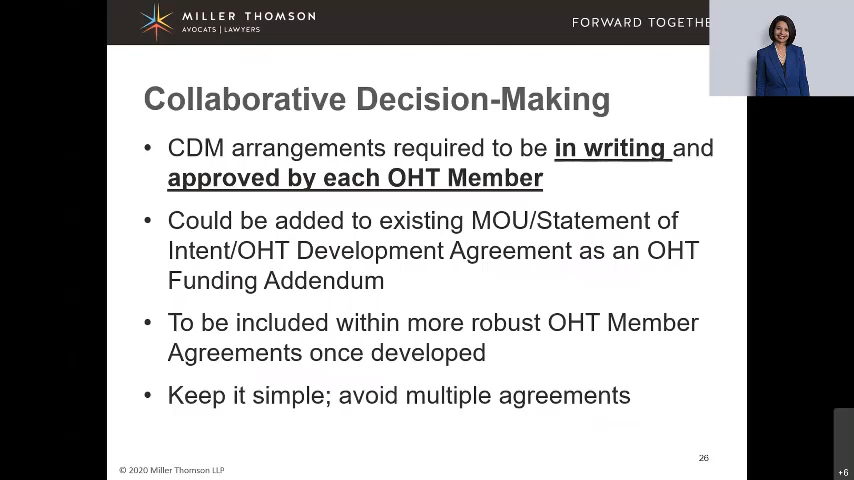 MILLER THOMSON
AVOCATS | LAWYERS
FORWARD TOGETHE
Collaborative Decision-Making
• CDM arrangements required to be in writing and
approved by each OHT Member
• Could be added to existing MOU/Statement of
Intent/OHT Development Agreement as an OHT
Funding Addendum
• To be included within more robust OHT Member
Agreements once developed
• Keep it simple; avoid multiple agreements
26
© 2020 Miller Thomson LLP
+6